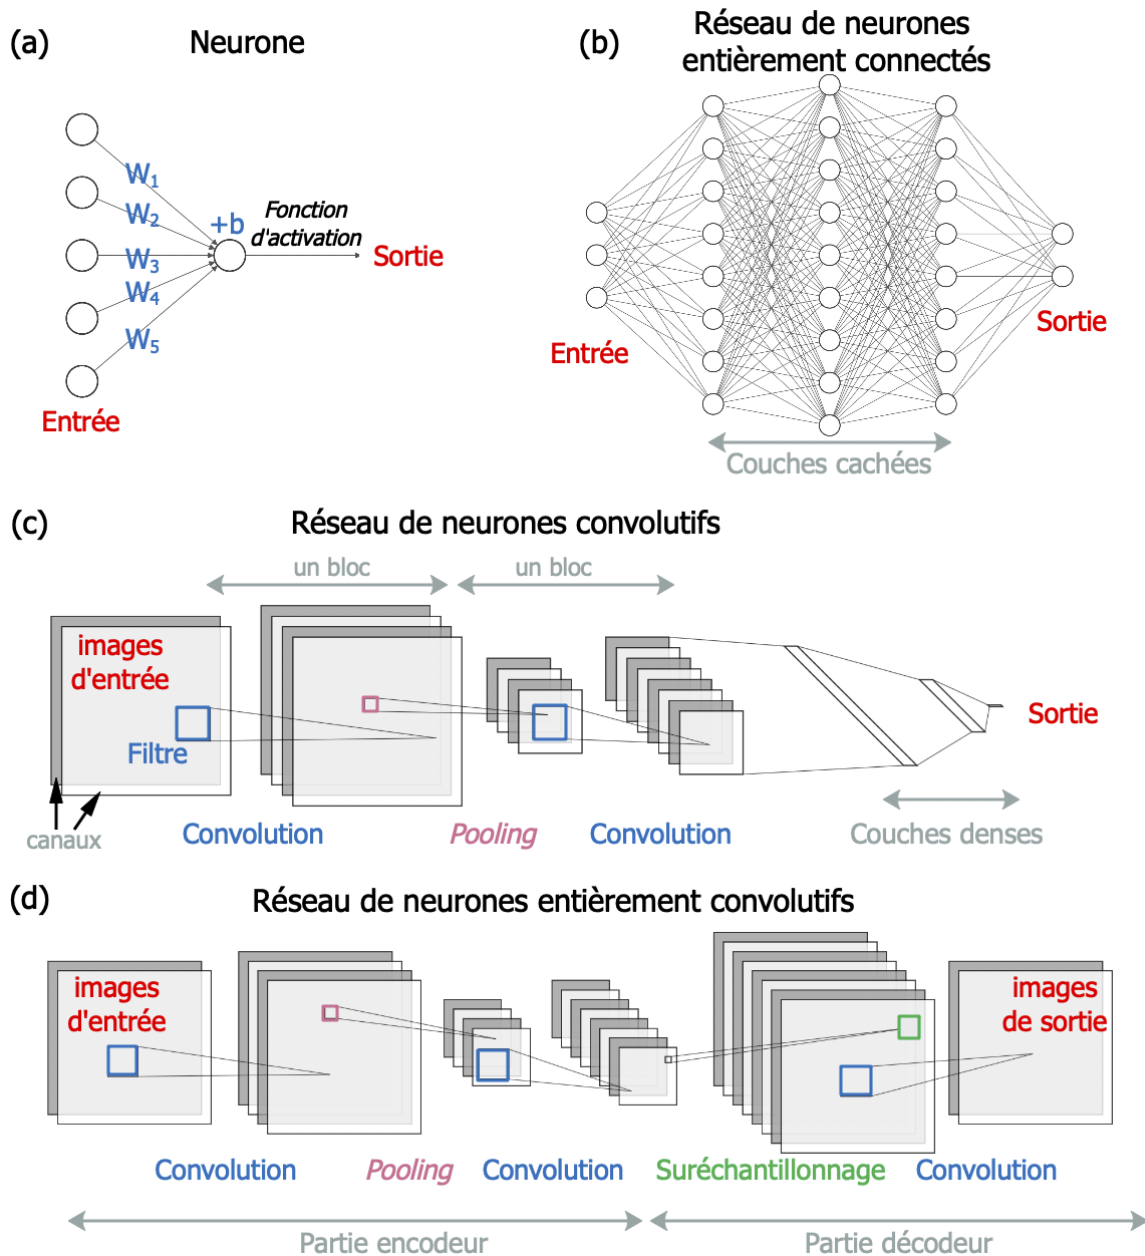 (a)
Neurone
W1
W2
W3
W4
W5
+b
Fonction
d'activation
Sortie
Entrée
(b)
Réseau de neurones
entièrement connectés
Entrée
Sortie
Couches cachées
(c)
Réseau de neurones convolutifs
un bloc
un bloc
images
d'entrée
Filtre
canaux
Sortie
Convolution
Pooling
Convolution
Couches denses
(d)
Réseau de neurones entièrement convolutifs
images
d'entrée
images
de sortie
Convolution
Pooling
Convolution
Suréchantillonnage
Convolution
Partie encodeur
Partie décodeur